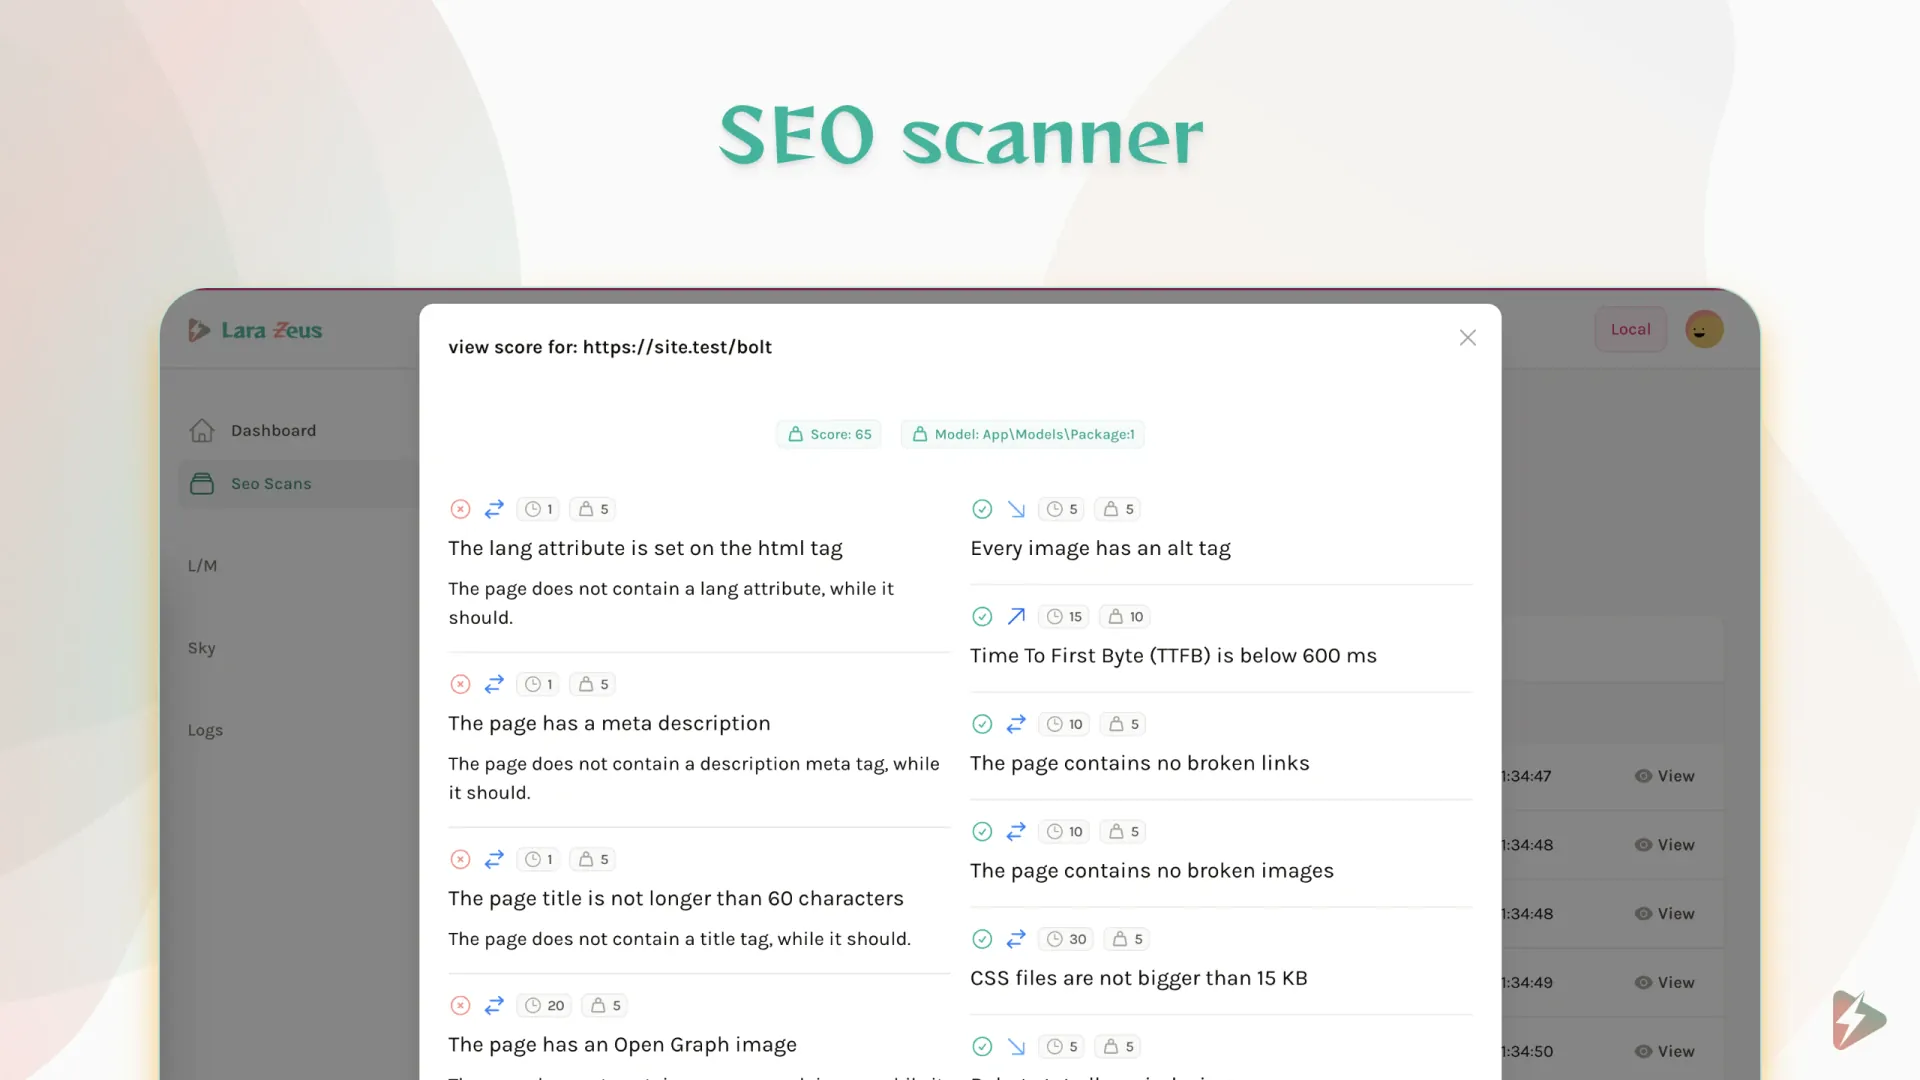 SEO scanner
Lara Zeus
Local
Dashboard
Seo Scans
L/M
Sky
Logs
view score for: https://site.test/bolt
Score: 65
Model: App\Models\Package:1
1 5
The lang attribute is set on the html tag
The page does not contain a lang attribute, while it
should.
1 5
The page has a meta description
The page does not contain a description meta tag, while
it should.
1 5
The page title is not longer than 60 characters
The page does not contain a title tag, while it should.
20 5
The page has an Open Graph image
5 5
Every image has an alt tag
15 10
Time To First Byte (TTFB) is below 600 ms
10 5
The page contains no broken links
10 5
The page contains no broken images
30 5
CSS files are not bigger than 15 KB
5 5
1:34:47 View
1:34:48 View
1:34:48 View
1:34:49 View
1:34:50 View